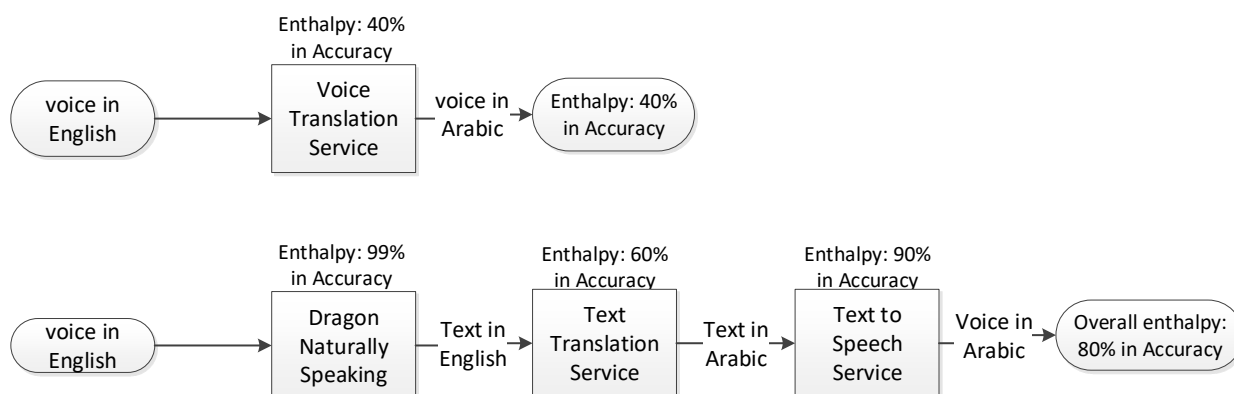 Enthalpy: 40%
in Accuracy
voice in
English
Voice
Translation
Service
voice in
Arabic
Enthalpy: 40%
in Accuracy
Enthalpy: 99%
in Accuracy
Enthalpy: 60%
in Accuracy
Enthalpy: 90%
in Accuracy
voice in
English
Dragon
Naturally
Speaking
Text in
English
Text
Translation
Service
Text in
Arabic
Text to
Speech
Service
Voice in
Arabic
Overall enthalpy:
80% in Accuracy